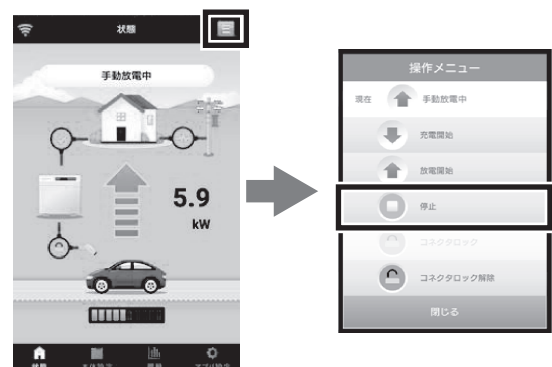 状態
手動放電中
5.9
kW
状態
操作メニュー
現在 手動放電中
充電開始
放電開始
停止
コネクタロック
コネクタロック解除
閉じる